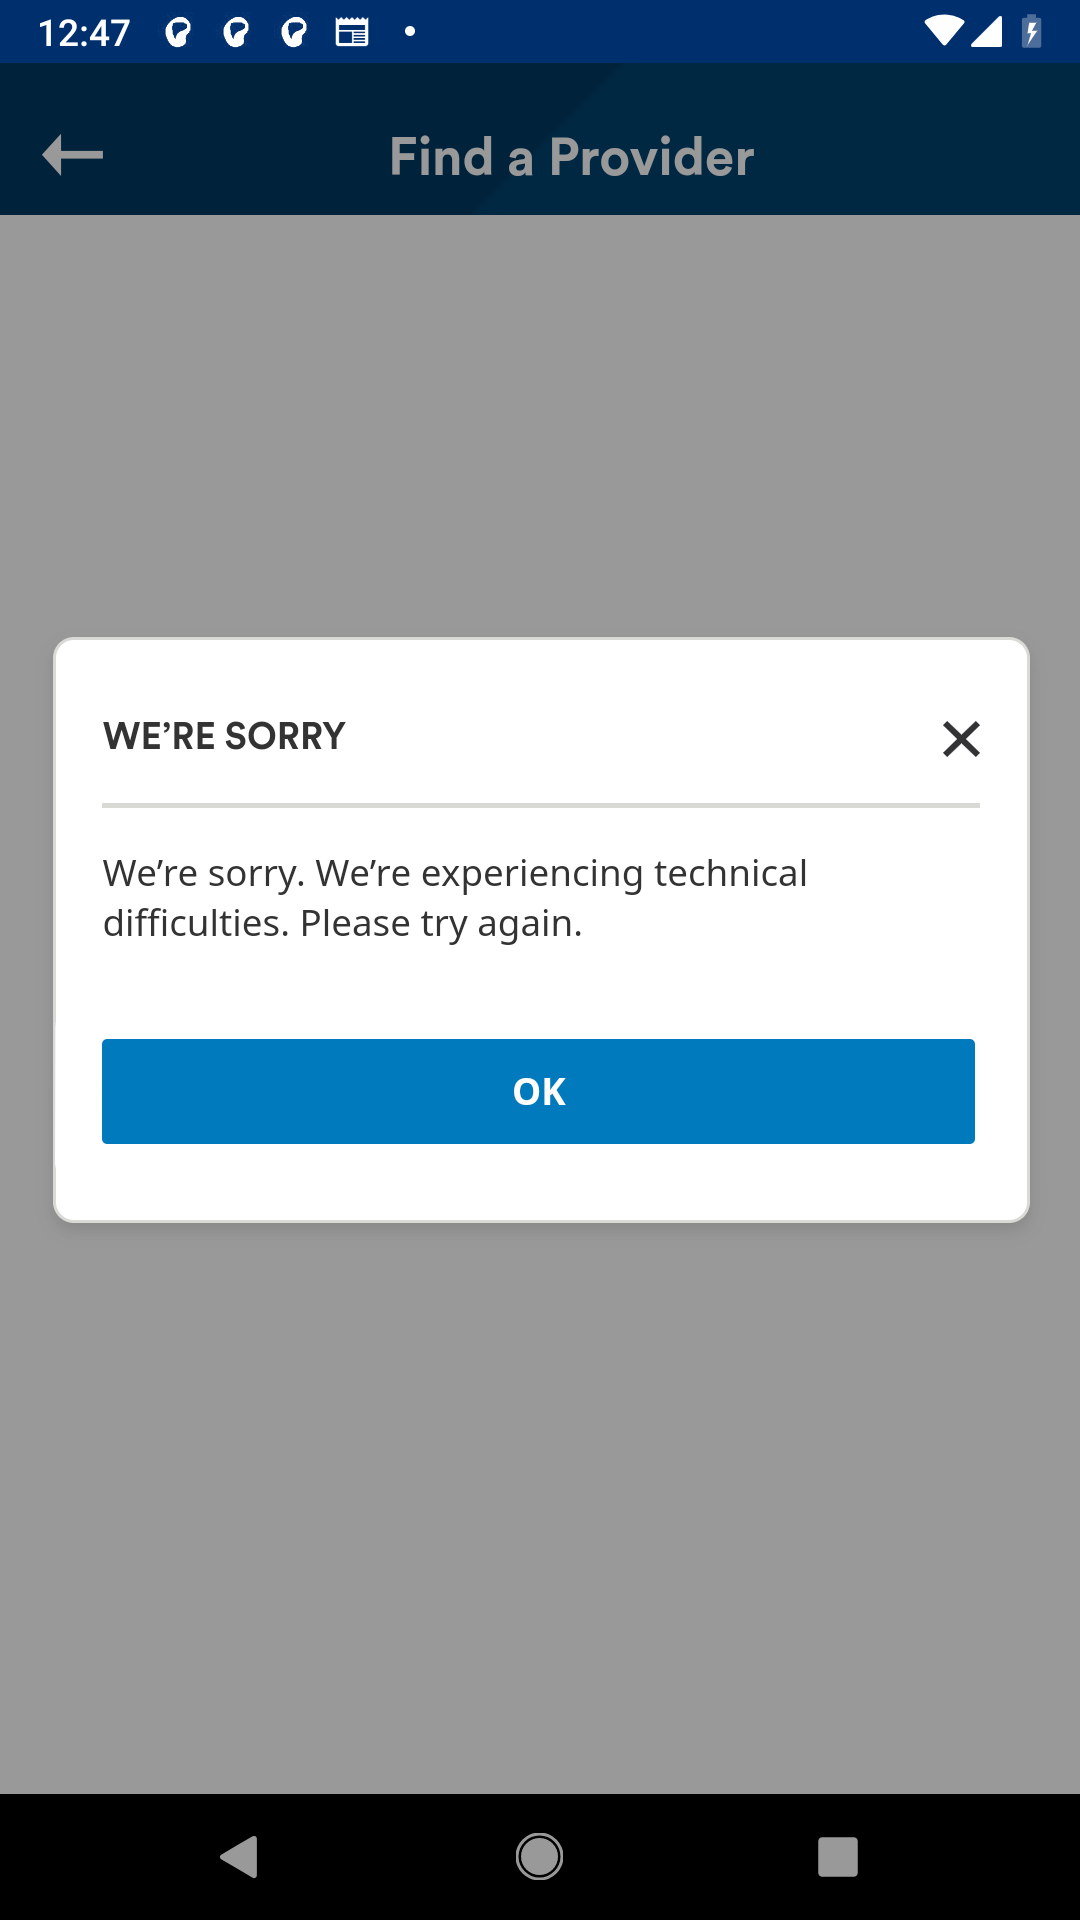 12:47
Find a Provider
WE’RE SORRY
We’re sorry. We’re experiencing technical
difficulties. Please try again.
OK